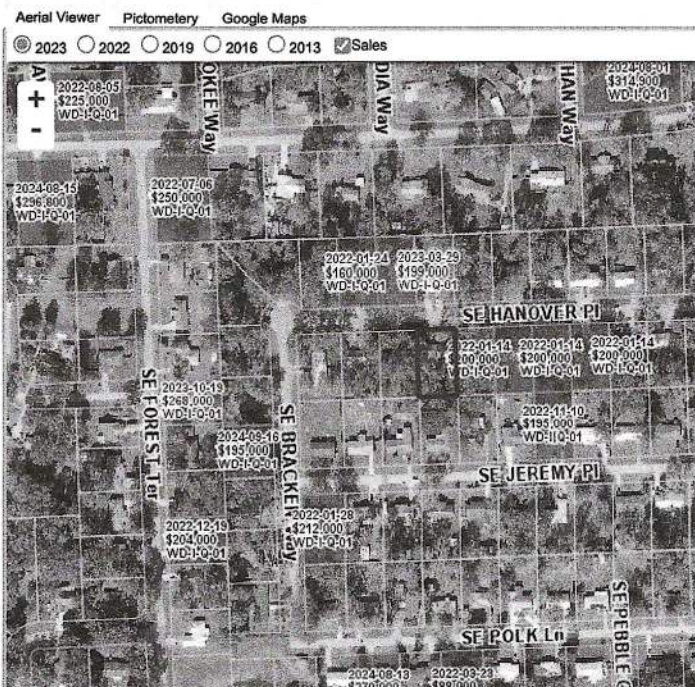 Aerial Viewer Pictometery Google Maps
2023 2022 2019 2016 2013 Sales
+
-
2022-08-05
$225,000
WD-I-Q-01
OKEE Way
DIA Way
HAN Way
2024-08-01
$314,900
WD-I-Q-01
2024-08-15
$296,800
WD-I-Q-01
2022-07-06
$250,000
WD-I-Q-01
2022-01-24
$160,000
WD-I-Q-01
2023-03-29
$199,000
WD-I-Q-01
SE HANOVER Pl
2022-01-14
$200,000
WD-I-Q-01
2022-01-14
$200,000
WD-I-Q-01
2022-01-14
$200,000
WD-I-Q-01
SE FOREST Ter
2023-10-19
$268,000
WD-I-Q-01
2024-09-16
$195,000
WD-I-Q-01
SE BRACKEN Way
2022-11-10
$195,000
WD-I-Q-01
SE JEREMY Pl
2022-12-19
$204,000
WD-I-Q-01
2022-01-28
$212,000
WD-I-Q-01
SE POLK Ln
SE PEBBLE
2024-08-13
$270,000
2022-03-23
$88,000